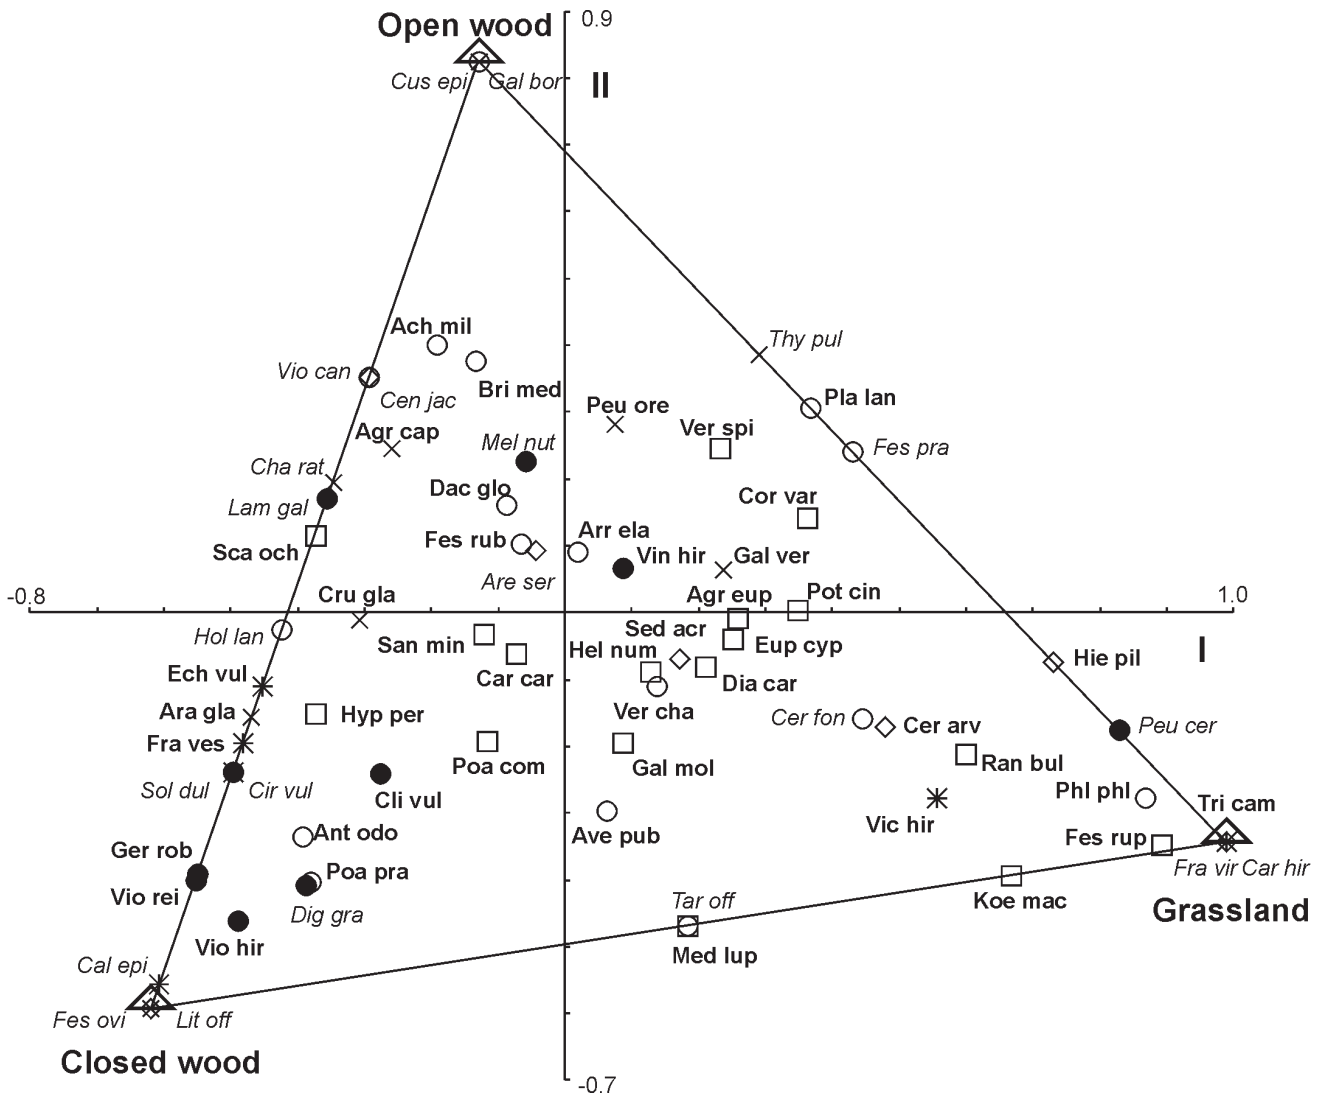 Open wood
0.9
Cus epi
Gal bor
II
Ach mil
Thy pul
Vio can
Bri med
Cen jac
Pla lan
Peu ore
Agr cap
Mel nut
Ver spi
Fes pra
Cha rat
Dac glo
Cor var
Lam gal
Arr ela
Sca och
Fes rub
Vin hir
Gal ver
Are ser
-0.8
Cru gla
Agr eup
Pot cin
1.0
Hol lan
San min
Sed acr
Eup cyp
Hel num
I
Hie pil
Ech vul
Car car
Dia car
Ara gla
Hyp per
Ver cha
Cer fon
Cer arv
Peu cer
Fra ves
Poa com
Gal mol
Ran bul
Sol dul
Cir vul
Cli vul
Phl phl
Tri cam
Ant odo
Ave pub
Vic hir
Fes rup
Ger rob
Poa pra
Fra vir
Car hir
Vio rei
Dig gra
Tar off
Koe mac
Grassland
Vio hir
Med lup
Cal epi
Fes ovi
Lit off
Closed wood
-0.7